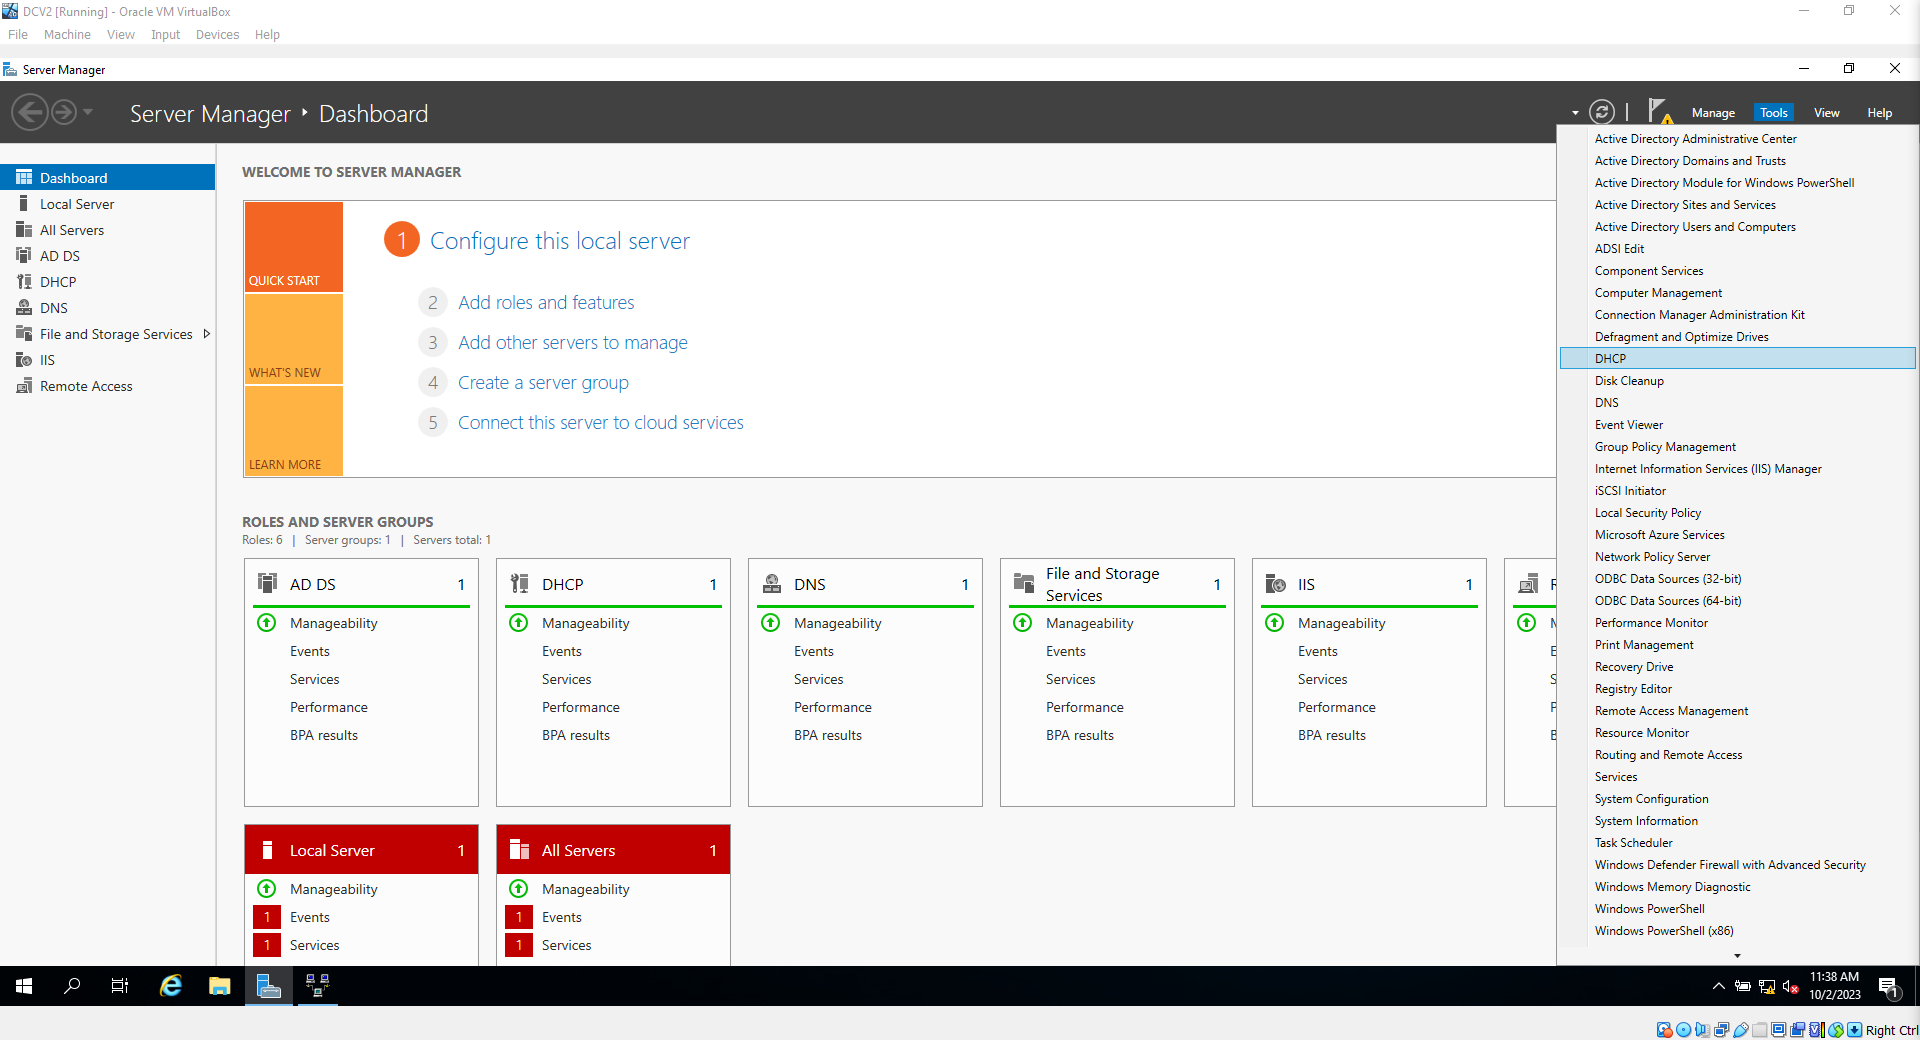 DCV2 [Running] - Oracle VM VirtualBox
File Machine View Input Devices Help
Server Manager
Server Manager Dashboard
Manage Tools View Help
Dashboard
Local Server
All Servers
AD DS
DHCP
DNS
File and Storage Services
IIS
Remote Access
WELCOME TO SERVER MANAGER
QUICK START
WHAT'S NEW
LEARN MORE
1 Configure this local server
2 Add roles and features
3 Add other servers to manage
4 Create a server group
5 Connect this server to cloud services
ROLES AND SERVER GROUPS
Roles: 6 | Server groups: 1 | Servers total: 1
AD DS 1
Manageability
Events
Services
Performance
BPA results
DHCP 1
Manageability
Events
Services
Performance
BPA results
DNS 1
Manageability
Events
Services
Performance
BPA results
File and Storage
Services 1
Manageability
Events
Services
Performance
BPA results
IIS 1
Manageability
Events
Services
Performance
BPA results
Local Server 1
Manageability
1 Events
1 Services
All Servers 1
Manageability
1 Events
1 Services
Active Directory Administrative Center
Active Directory Domains and Trusts
Active Directory Module for Windows PowerShell
Active Directory Sites and Services
Active Directory Users and Computers
ADSI Edit
Component Services
Computer Management
Connection Manager Administration Kit
Defragment and Optimize Drives
DHCP
Disk Cleanup
DNS
Event Viewer
Group Policy Management
Internet Information Services (IIS) Manager
iSCSI Initiator
Local Security Policy
Microsoft Azure Services
Network Policy Server
ODBC Data Sources (32-bit)
ODBC Data Sources (64-bit)
Performance Monitor
Print Management
Recovery Drive
Registry Editor
Remote Access Management
Resource Monitor
Routing and Remote Access
Services
System Configuration
System Information
Task Scheduler
Windows Defender Firewall with Advanced Security
Windows Memory Diagnostic
Windows PowerShell
Windows PowerShell (x86)
11:38 AM
10/2/2023
1
Right Ctrl